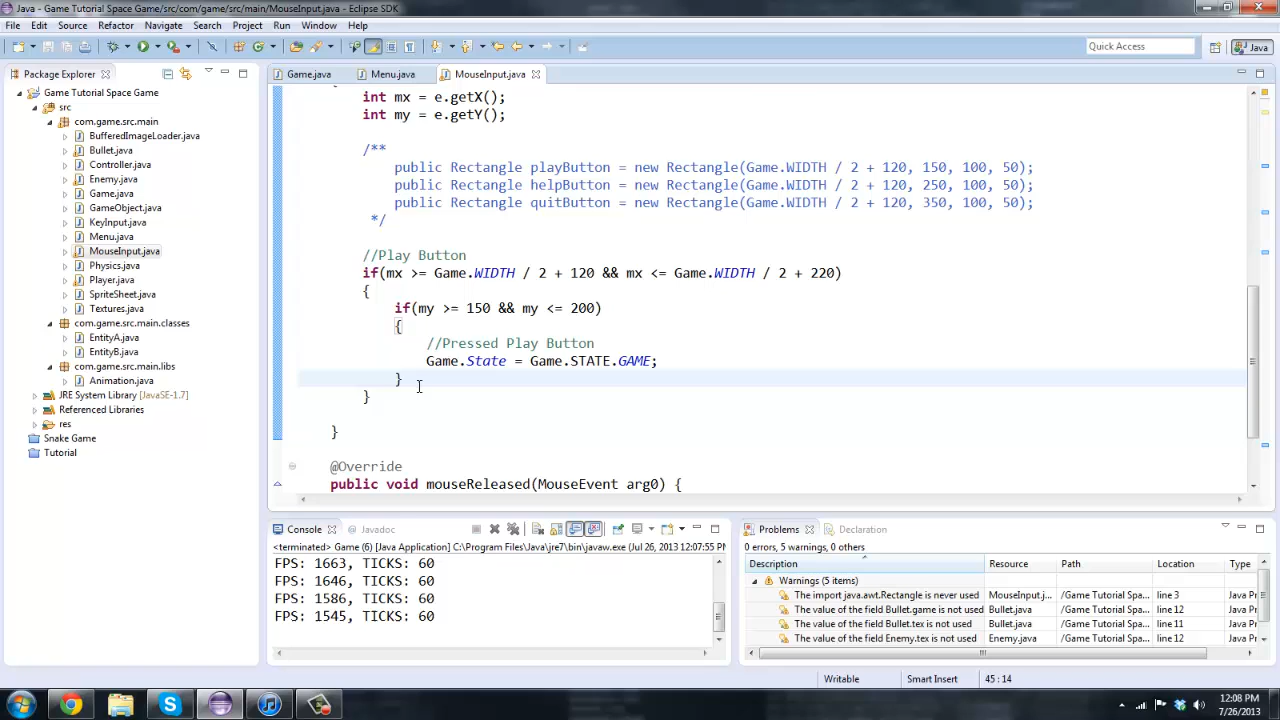 Java - Game Tutorial Space Game/src/com/game/src/main/MouseInput.java - Eclipse SDK
File Edit Source Refactor Navigate Search Project Run Window Help
Quick Access
Java
Package Explorer
Game Tutorial Space Game
src
com.game.src.main
BufferedImageLoader.java
Bullet.java
Controller.java
Enemy.java
Game.java
GameObject.java
KeyInput.java
Menu.java
MouseInput.java
Physics.java
Player.java
SpriteSheet.java
Textures.java
com.game.src.main.classes
EntityA.java
EntityB.java
com.game.src.main.libs
Animation.java
JRE System Library [JavaSE-1.7]
Referenced Libraries
res
Snake Game
Tutorial
Game.java Menu.java MouseInput.java
int mx = e.getX();
int my = e.getY();
/**
public Rectangle playButton = new Rectangle(Game.WIDTH / 2 + 120, 150, 100, 50);
public Rectangle helpButton = new Rectangle(Game.WIDTH / 2 + 120, 250, 100, 50);
public Rectangle quitButton = new Rectangle(Game.WIDTH / 2 + 120, 350, 100, 50);
*/
//Play Button
if(mx >= Game.WIDTH / 2 + 120 && mx <= Game.WIDTH / 2 + 220)
{
if(my >= 150 && my <= 200)
{
//Pressed Play Button
Game.State = Game.STATE.GAME;
}
}
}
@Override
public void mouseReleased(MouseEvent arg0) {
Console Javadoc
<terminated> Game (6) [Java Application] C:\Program Files\Java\jre7\bin\javaw.exe (Jul 26, 2013 12:07:55 PM
FPS: 1663, TICKS: 60
FPS: 1646, TICKS: 60
FPS: 1586, TICKS: 60
FPS: 1545, TICKS: 60
Problems Declaration
0 errors, 5 warnings, 0 others
Description Resource Path Location Type
Warnings (5 items)
The import java.awt.Rectangle is never used MouseInput.j... /Game Tutorial Spa... line 3 Java Pr
The value of the field Bullet.game is not used Bullet.java /Game Tutorial Spa... line 12 Java Pr
The value of the field Bullet.tex is not used Bullet.java /Game Tutorial Spa... line 11 Java Pr
The value of the field Enemy.tex is not used Enemy.java /Game Tutorial Spa... line 12 Java Pr
Writable Smart Insert 45 : 14
12:08 PM
7/26/2013